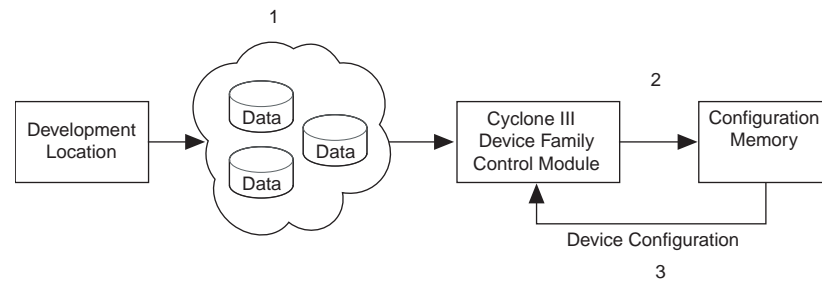 1
Development
Location
Data
Data
Data
Cyclone III
Device Family
Control Module
2
Configuration
Memory
Device Configuration
3